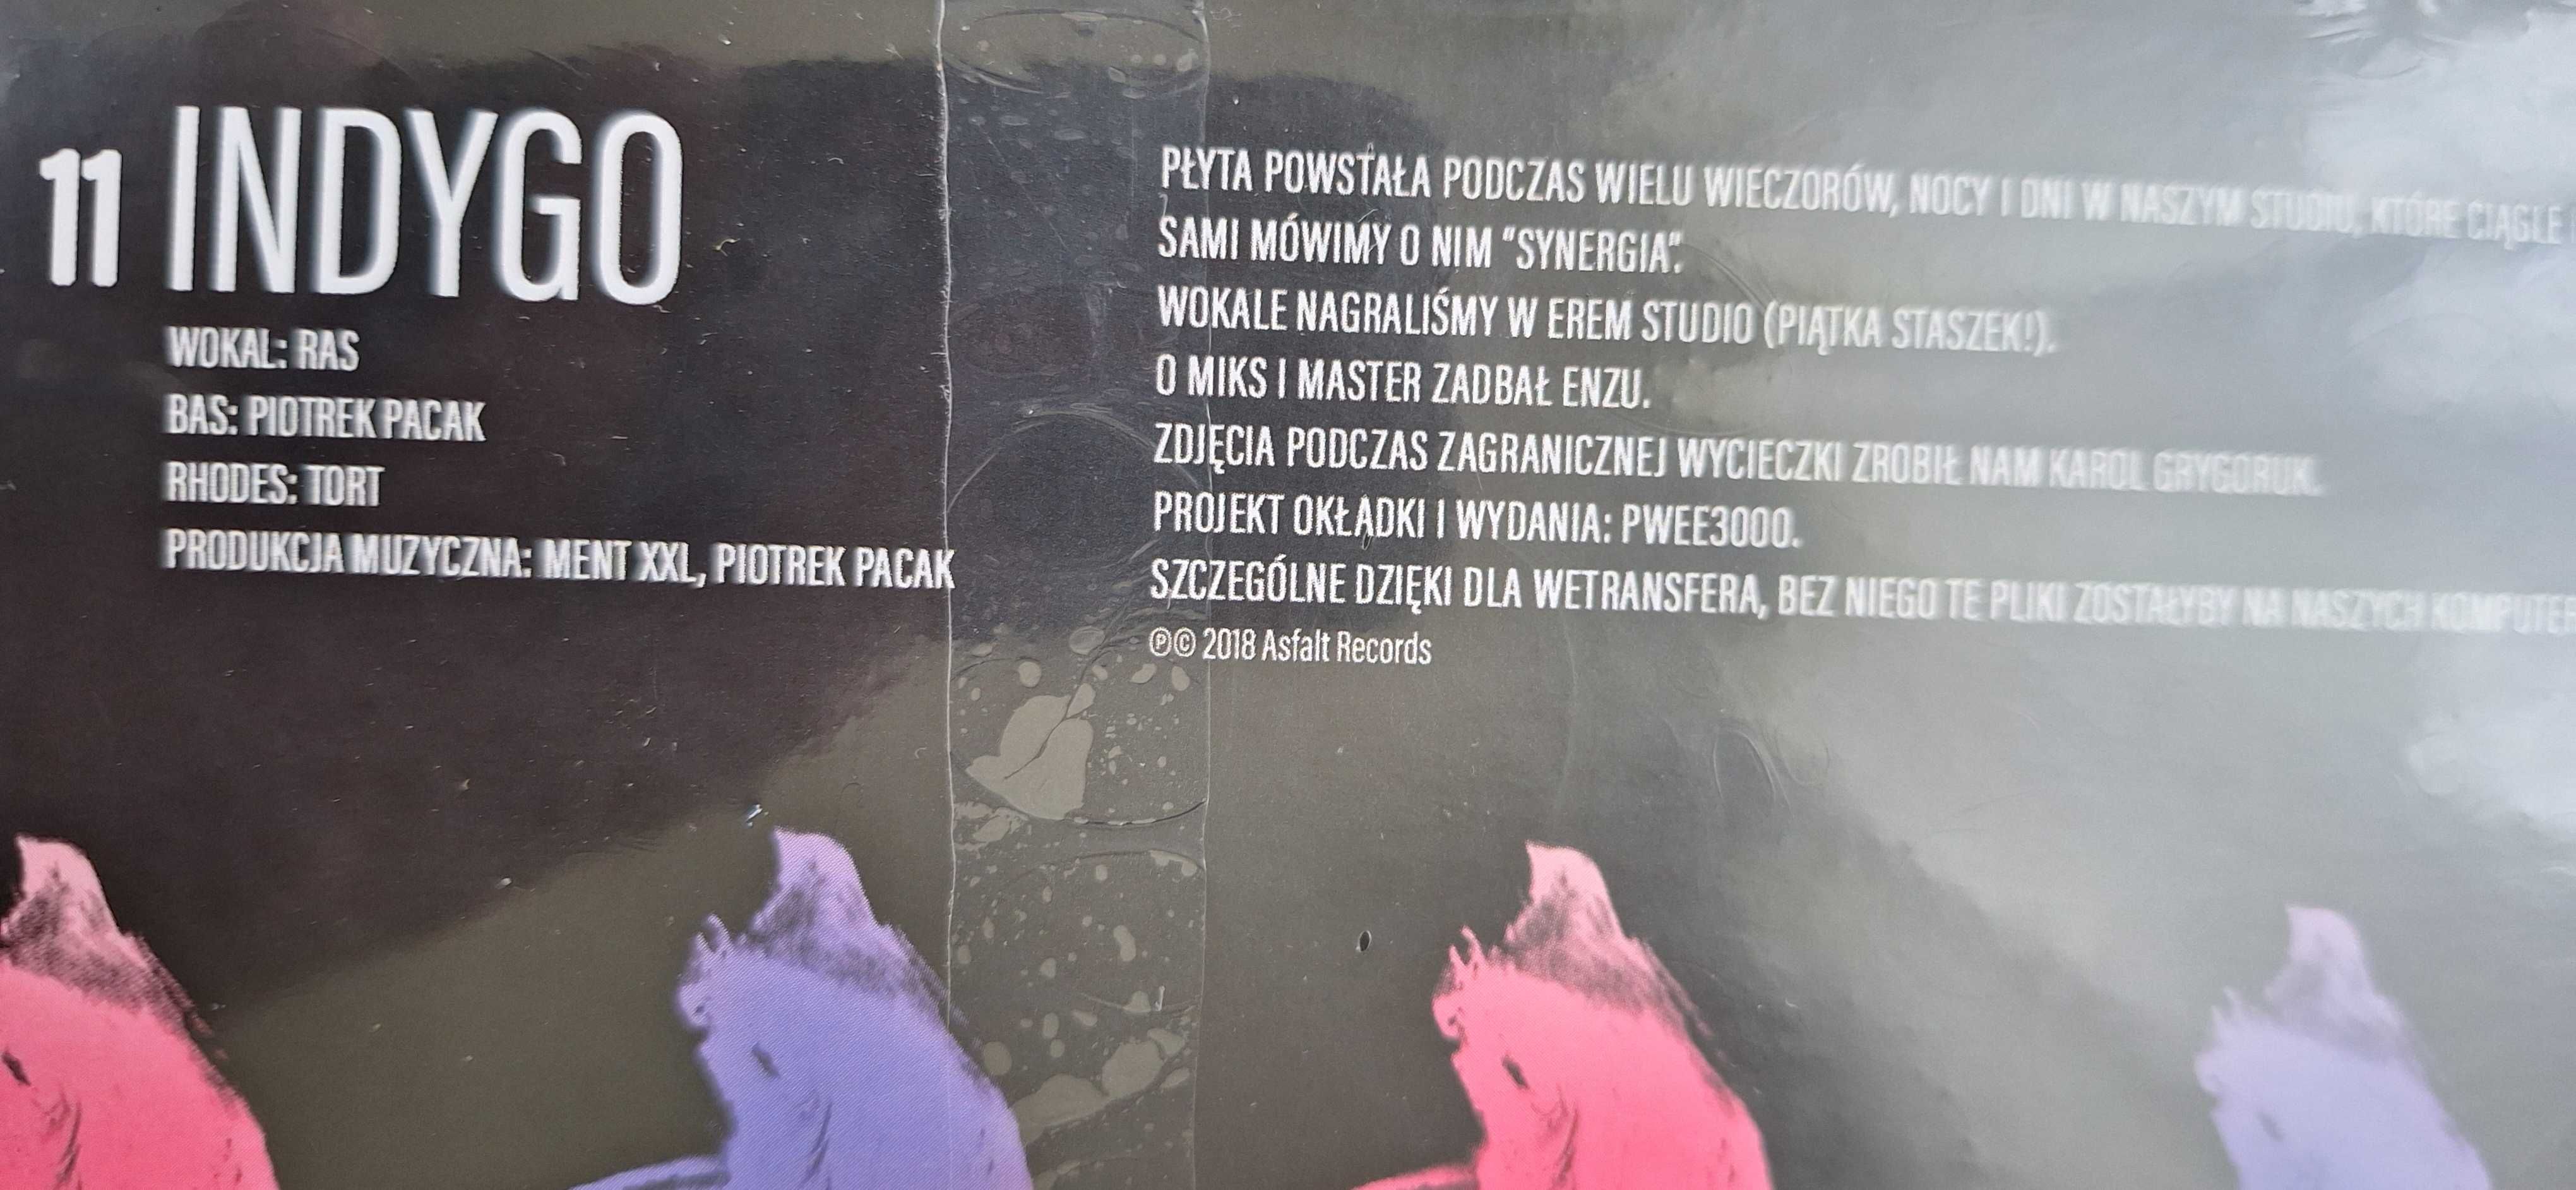 11 INDYGO
WOKAL: RAS
BAS: PIOTREK PACAK
RHODES: TORT
PRODUKCJA MUZYCZNA: MENT XXL, PIOTREK PACAK
PŁYTA POWSTAŁA PODCZAS WIELU WIECZORÓW, NOCY I DNI W NASZYM STUDIU, KTÓRE CIĄGLE
SAMI MÓWIMY O NIM "SYNERGIA".
WOKALE NAGRALIŚMY W EREM STUDIO (PIĄTKA STASZEK!).
O MIKS I MASTER ZADBAŁ ENZU.
ZDJĘCIA PODCZAS ZAGRANICZNEJ WYCIECZKI ZROBIŁ NAM KAROL GRYGORUK.
PROJEKT OKŁADKI I WYDANIA: PWEE3000.
SZCZEGÓLNE DZIĘKI DLA WETRANSFERA, BEZ NIEGO TE PLIKI ZOSTAŁYBY NA NASZYCH
℗© 2018 Asfalt Records